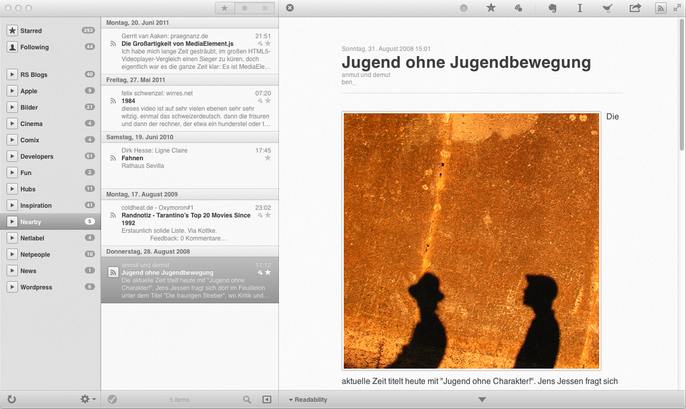 Starred 253
Following 44
RS Blogs 40
Apple 9
Bilder 21
Cinema 4
Comix 4
Developers 51
Fun 2
Hubs 11
Inspiration 41
Nearby 5
Netlabel 4
Netpeople 16
News 1
Wordpress 6
Montag, 20. Juni 2011
Gerrit van Aaken: praegnanz.de 21:51
Die Großartigkeit von MediaElement.js
Ich habe mich lange Zeit gesträubt, im großen HTML5-
Videoplayer-Vergleich einen Sieger zu küren, doch
eigentlich war es die ganze Zeit klar: Es ist MediaEle…
Freitag, 27. Mai 2011
felix schwenzel: wirres.net 07:20
1984
dieses video ist auf sehr vielen ebenen sehr sehr
witzig. einmal das schweizerdeutsch. dann die frisuren
und dann der rechner, der etwa ein hunderstel oder t…
Samstag, 19. Juni 2010
Dirk Hesse: Ligne Claire 17:45
Fahnen
Rathaus Sevilla
Montag, 17. August 2009
coldheat.de - Oxymoron#1 23:02
Randnotiz - Tarantino's Top 20 Movies Since
1992
Erstaunlich solide Liste. Via Kottke.
Feedback: 0 Kommentare…
Donnerstag, 28. August 2008
anmut und demut 11:12
Jugend ohne Jugendbewegung
Die aktuelle Zeit titelt heute mit "Jugend ohne
Charakter!". Jens Jessen fragt sich dort im Feuilleton
unter dem Titel "Die traurigen Streber", wo Kritik und…
5 items
Sonntag, 31. August 2008 15:01
Jugend ohne Jugendbewegung
anmut und demut
ben_
Die
aktuelle Zeit titelt heute mit "Jugend ohne Charakter!". Jens Jessen fragt sich
Readability